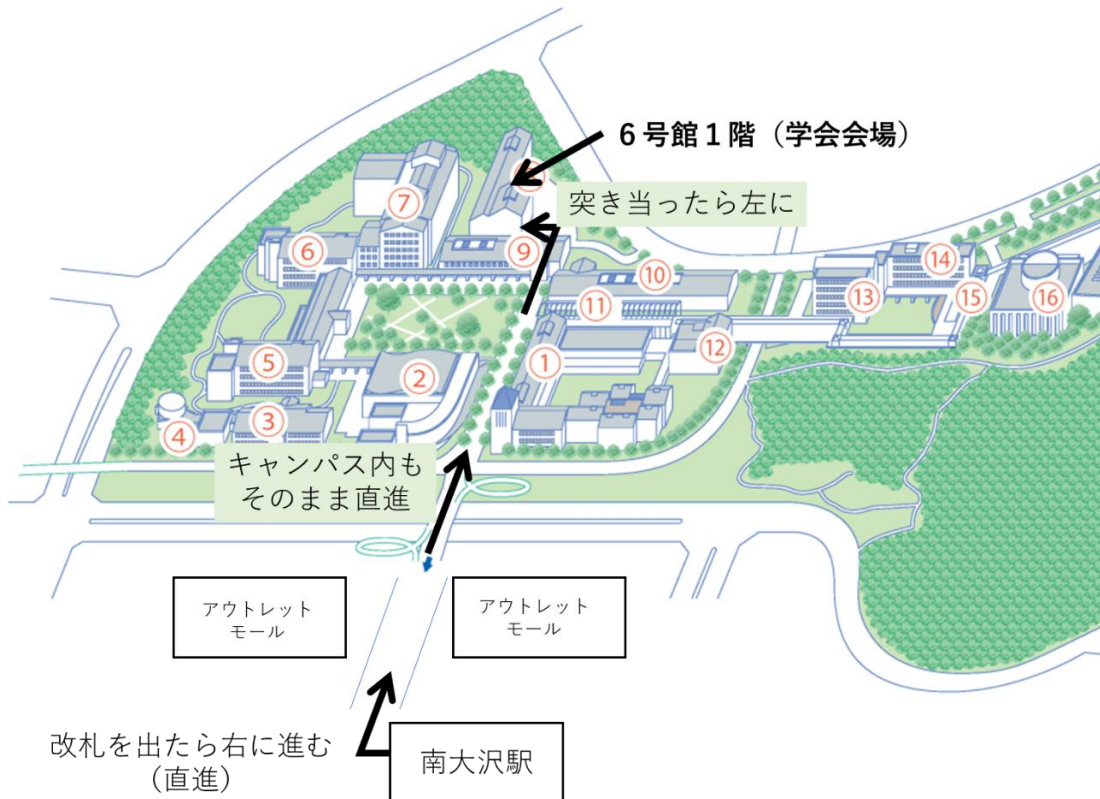 6号館1階（学会会場）
突き当ったら左に
⑦
⑥
⑨
⑩
⑭
⑪
⑬
⑮
⑯
⑤
②
①
⑫
③
④
キャンパス内も
そのまま直進
アウトレット
モール
アウトレット
モール
改札を出たら右に進む
（直進）
南大沢駅